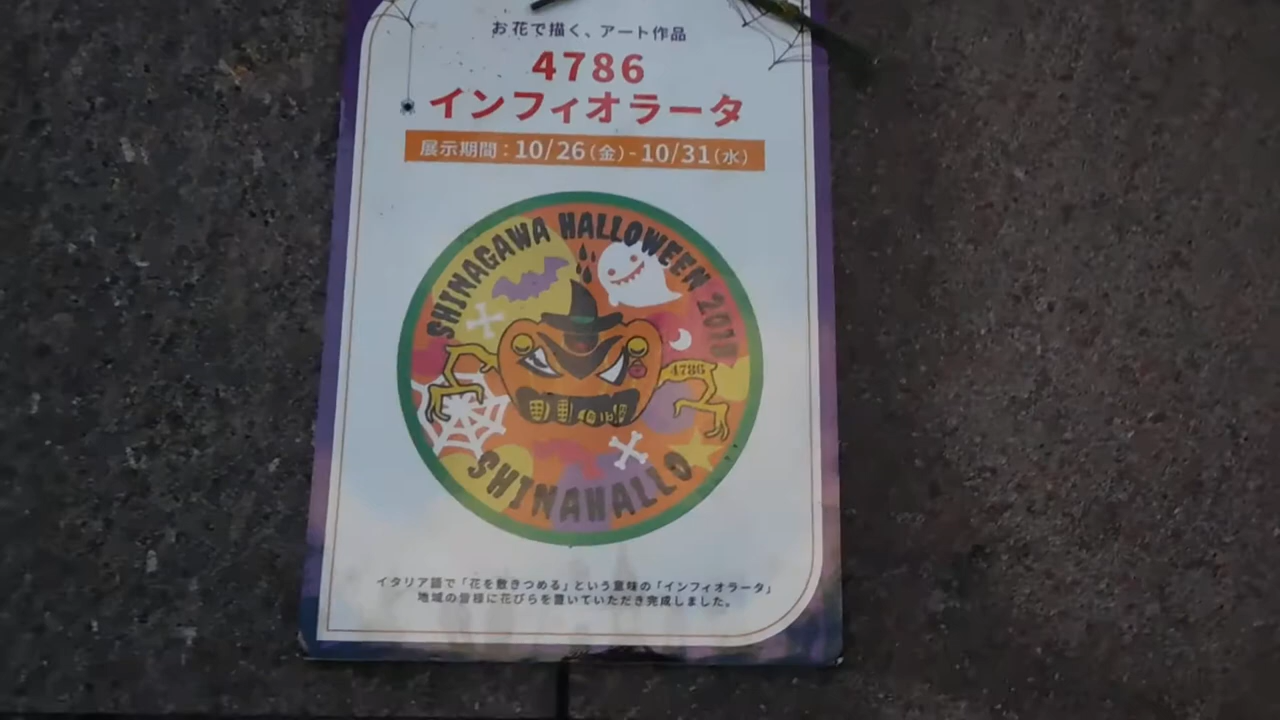 お花で描く、アート作品
4786
インフィオラータ
展示期間：10/26（金）-10/31（水）
SHINAGAWA HALLOWEEN 2018
4786
SHINAHALLO
イタリア語で「花を敷きつめる」という意味の「インフィオラータ」
地域の皆様に花びらを置いていただき完成しました。